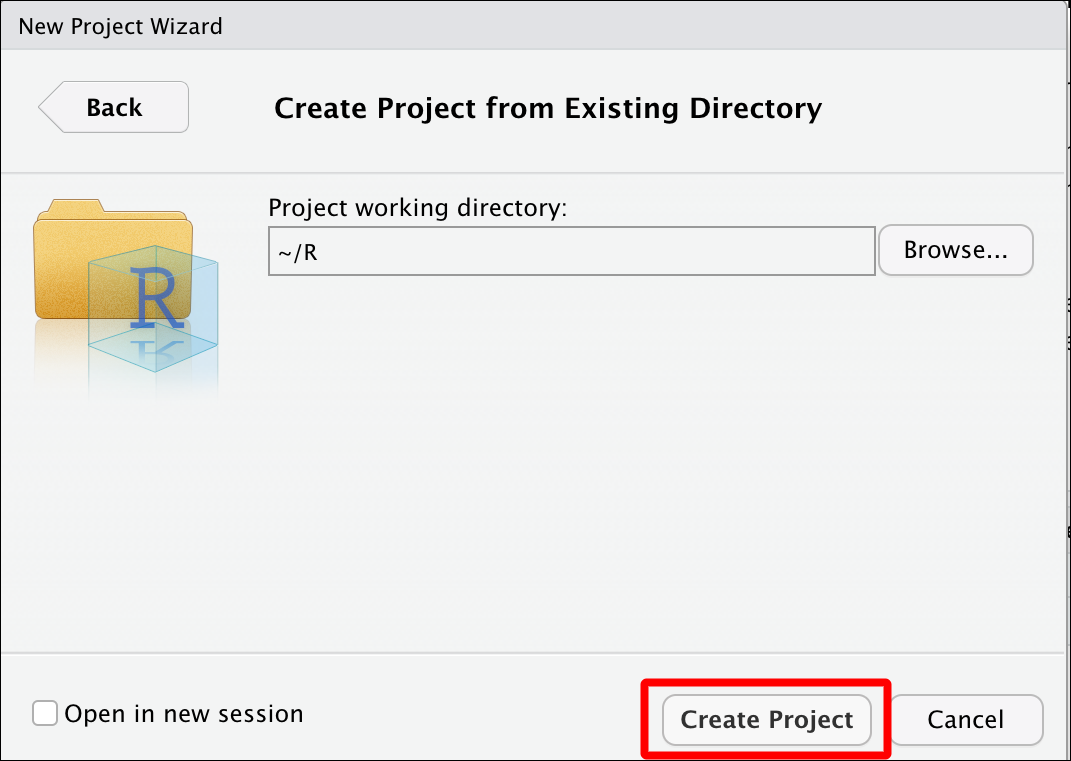 New Project Wizard
Back
Create Project from Existing Directory
Project working directory:
~/R
Browse...
R
Open in new session
Create Project
Cancel